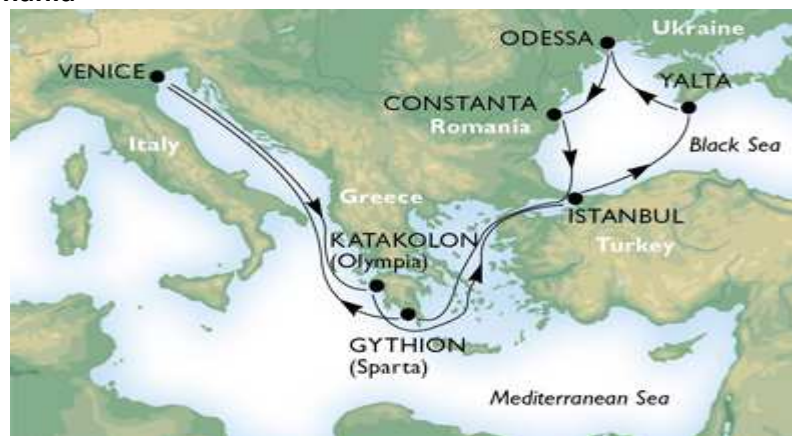 ODESSA
Ukraine
VENICE
YALTA
CONSTANTA
Romania
Italy
Black Sea
Greece
ISTANBUL
KATAKOLON
(Olympia)
Turkey
GYTHION
(Sparta)
Mediterranean Sea